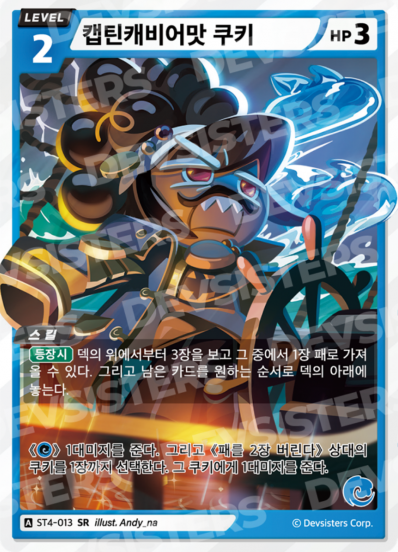 LEVEL
2
캡틴캐비어맛 쿠키
HP 3
스킬
등장 시 덱의 위에서부터 3장을 보고 그 중에서 1장 패로 가져
올 수 있다. 그리고 남은 카드를 원하는 순서로 덱의 아래에
놓는다.
《 》 1대미지를 준다. 그리고 《패를 2장 버린다》 상대의
쿠키를 1장까지 선택한다. 그 쿠키에게 1대미지를 준다.
A ST4-013 SR illust. Andy_na
© Devsisters Corp.
DEVSISTERS